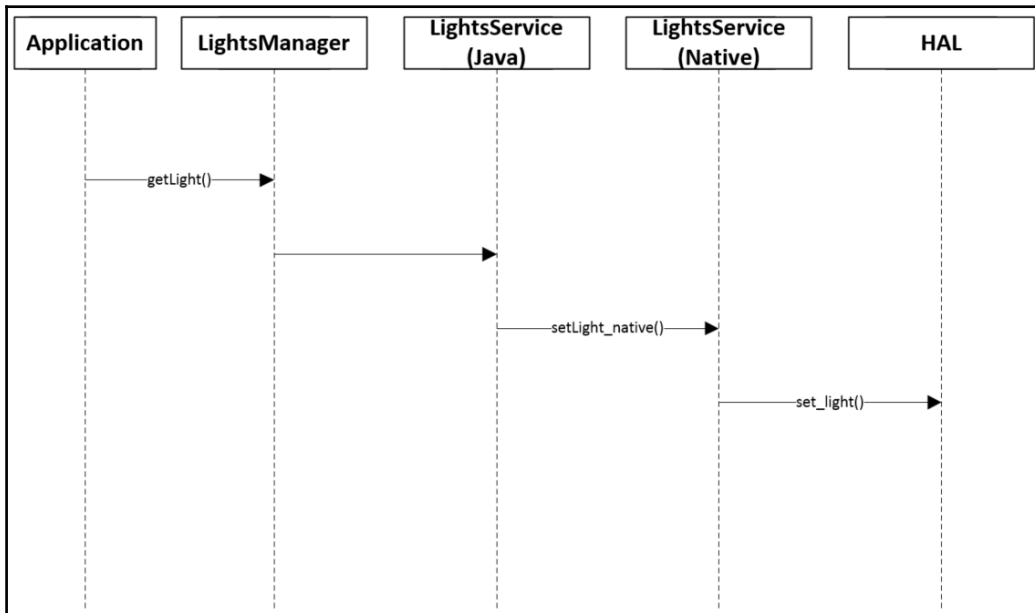 Application
LightsManager
LightsService
(Java)
LightsService
(Native)
HAL
getLight()
setLight_native()
set_light()